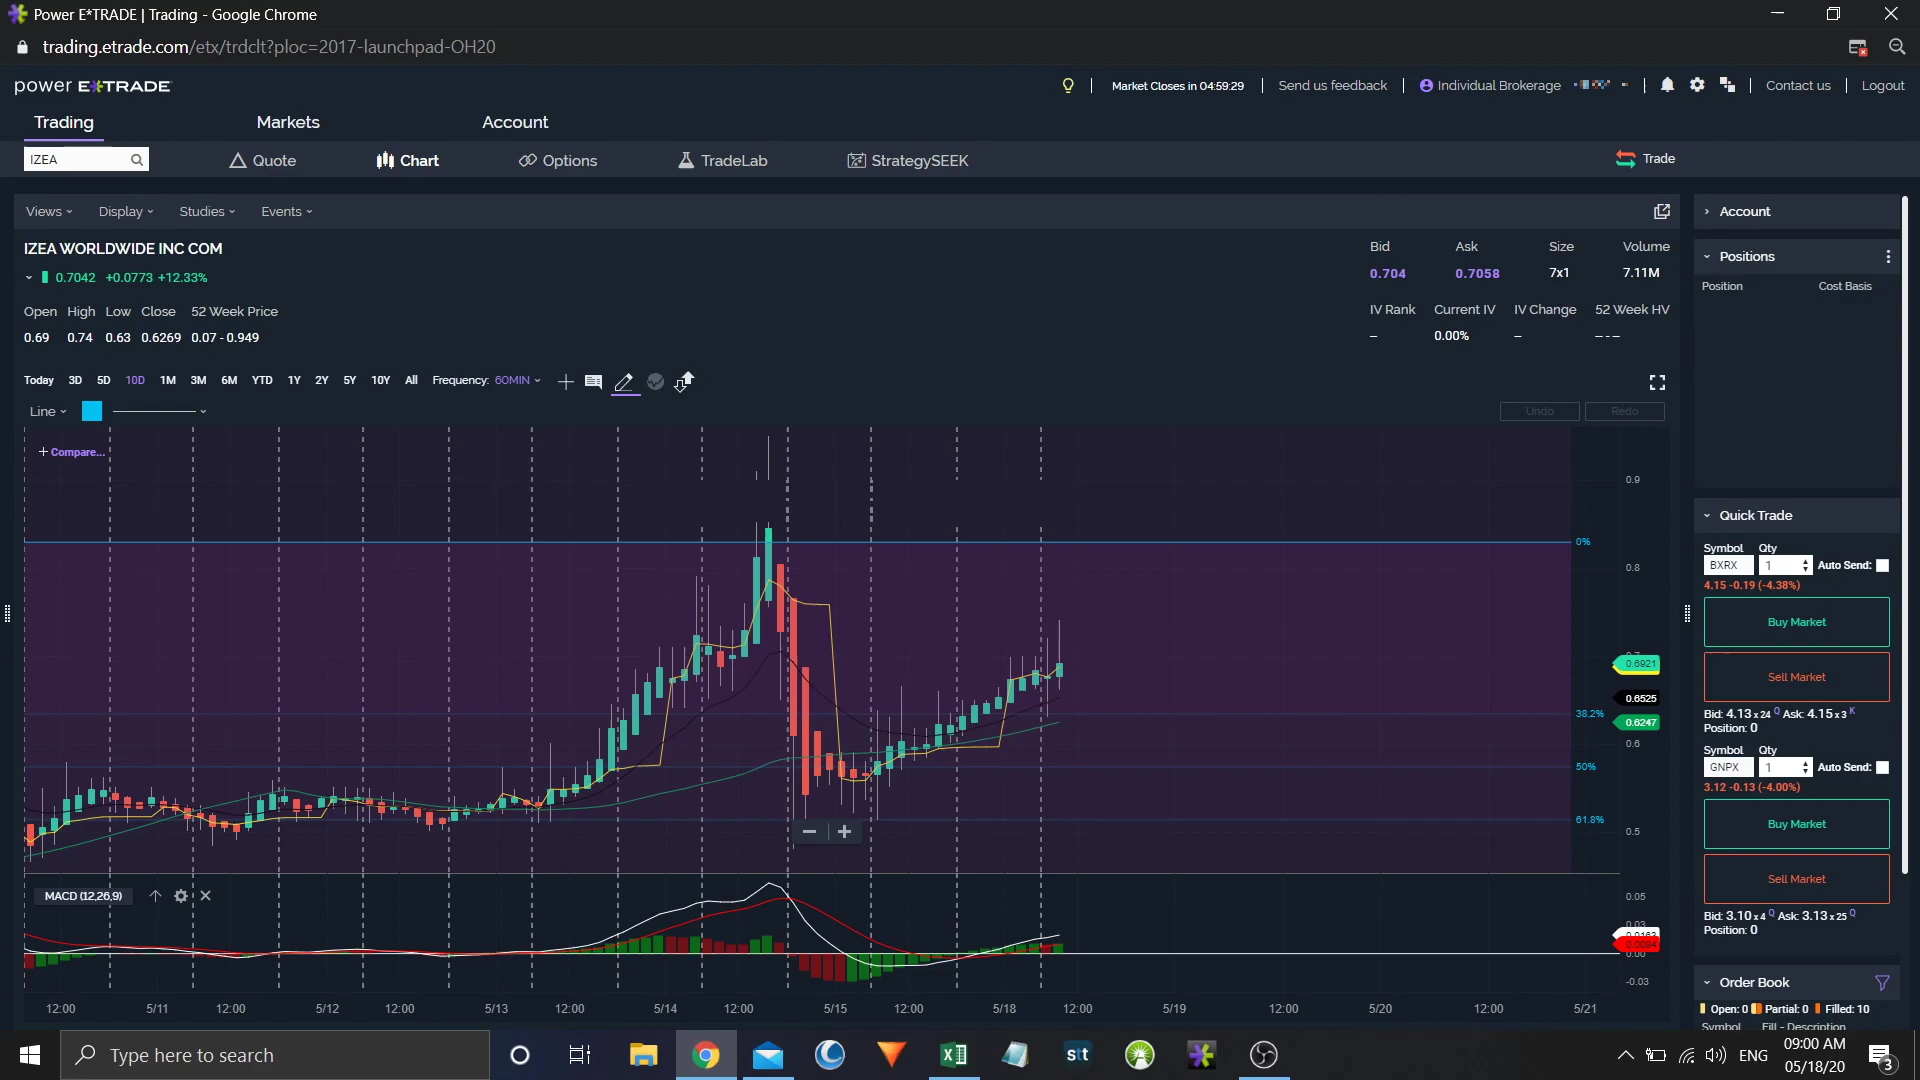 Power E*TRADE | Trading - Google Chrome
trading.etrade.com/etx/trdclt?ploc=2017-launchpad-OH20
power E*TRADE
Market Closes in 04:59:29
Send us feedback
Individual Brokerage
Contact us
Logout
Trading Markets Account
IZEA
Quote Chart Options TradeLab StrategySEEK
Trade
Views Display Studies Events
IZEA WORLDWIDE INC COM
0.7042 +0.0773 +12.33%
Open High Low Close 52 Week Price
0.69 0.74 0.63 0.6269 0.07 - 0.949
Bid Ask Size Volume
0.704 0.7058 7x1 7.11M
IV Rank Current IV IV Change 52 Week HV
– 0.00% – – - –
Today 3D 5D 10D 1M 3M 6M YTD 1Y 2Y 5Y 10Y All Frequency: 60MIN
Line
Undo Redo
+ Compare...
0.9
0%
0.8
0.6921
0.6525
38.2%
0.6247
0.6
50%
61.8%
0.5
MACD (12,26,9)
0.05
0.03
0.0084
0.00
-0.03
12:00 5/11 12:00 5/12 12:00 5/13 12:00 5/14 12:00 5/15 12:00 5/18 12:00 5/19 12:00 5/20 12:00 5/21
Account
Positions
Position Cost Basis
Quick Trade
Symbol Qty
BXRX 1 Auto Send:
4.15 -0.19 (-4.38%)
Buy Market
Sell Market
Bid: 4.13 x 24 Q Ask: 4.15 x 3 K
Position: 0
Symbol Qty
GNPX 1 Auto Send:
3.12 -0.13 (-4.00%)
Buy Market
Sell Market
Bid: 3.10 x 4 Q Ask: 3.13 x 25 Q
Position: 0
Order Book
Open: 0 Partial: 0 Filled: 10
Symbol Fill - Description
Type here to search
stt
ENG
09:00 AM
05/18/20
3